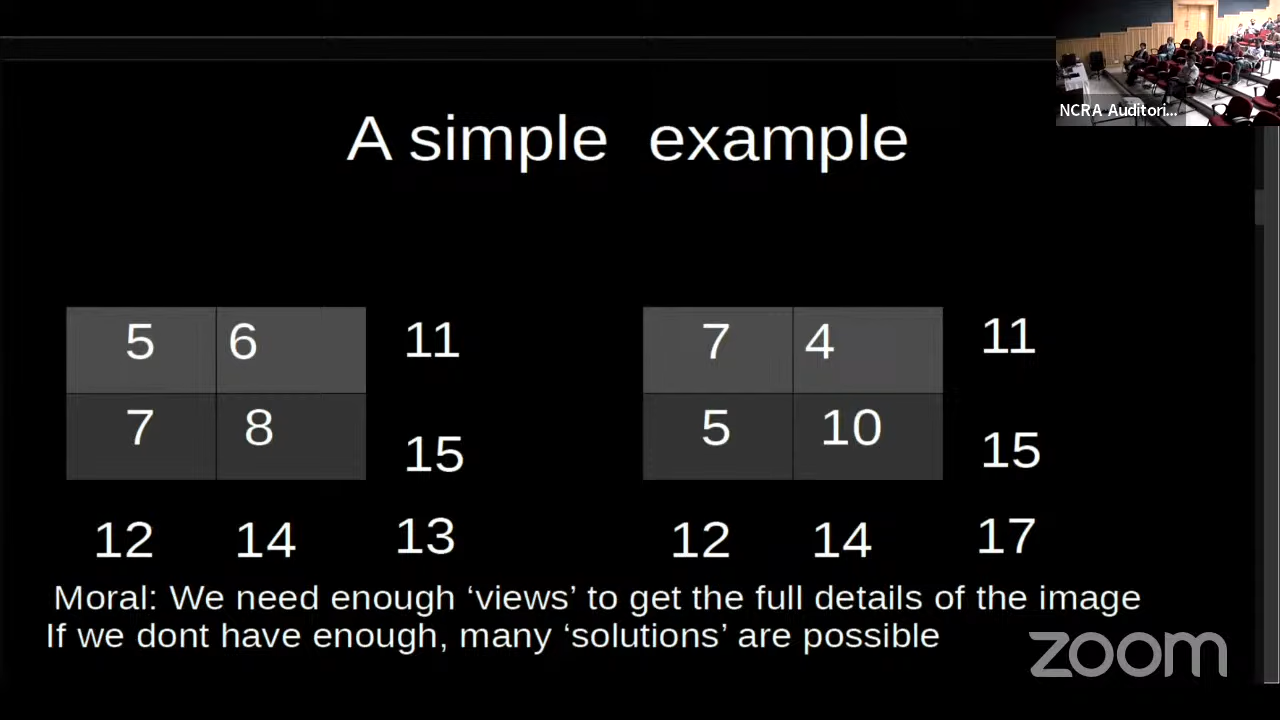 NCRA Auditori...
A simple example
5 6 11 7 4 11
7 8 15 5 10 15
12 14 13 12 14 17
Moral: We need enough ‘views’ to get the full details of the image
If we dont have enough, many ‘solutions’ are possible
zoom